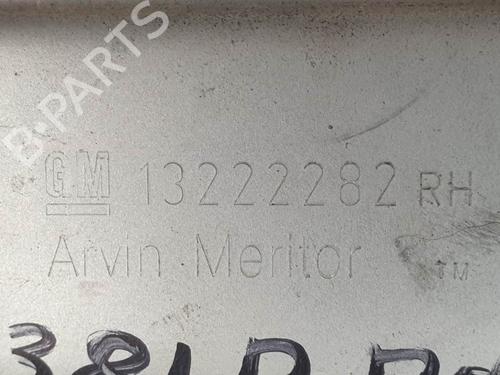 B-PARTS
GM 13222282 RH
Arvin Meritor TM